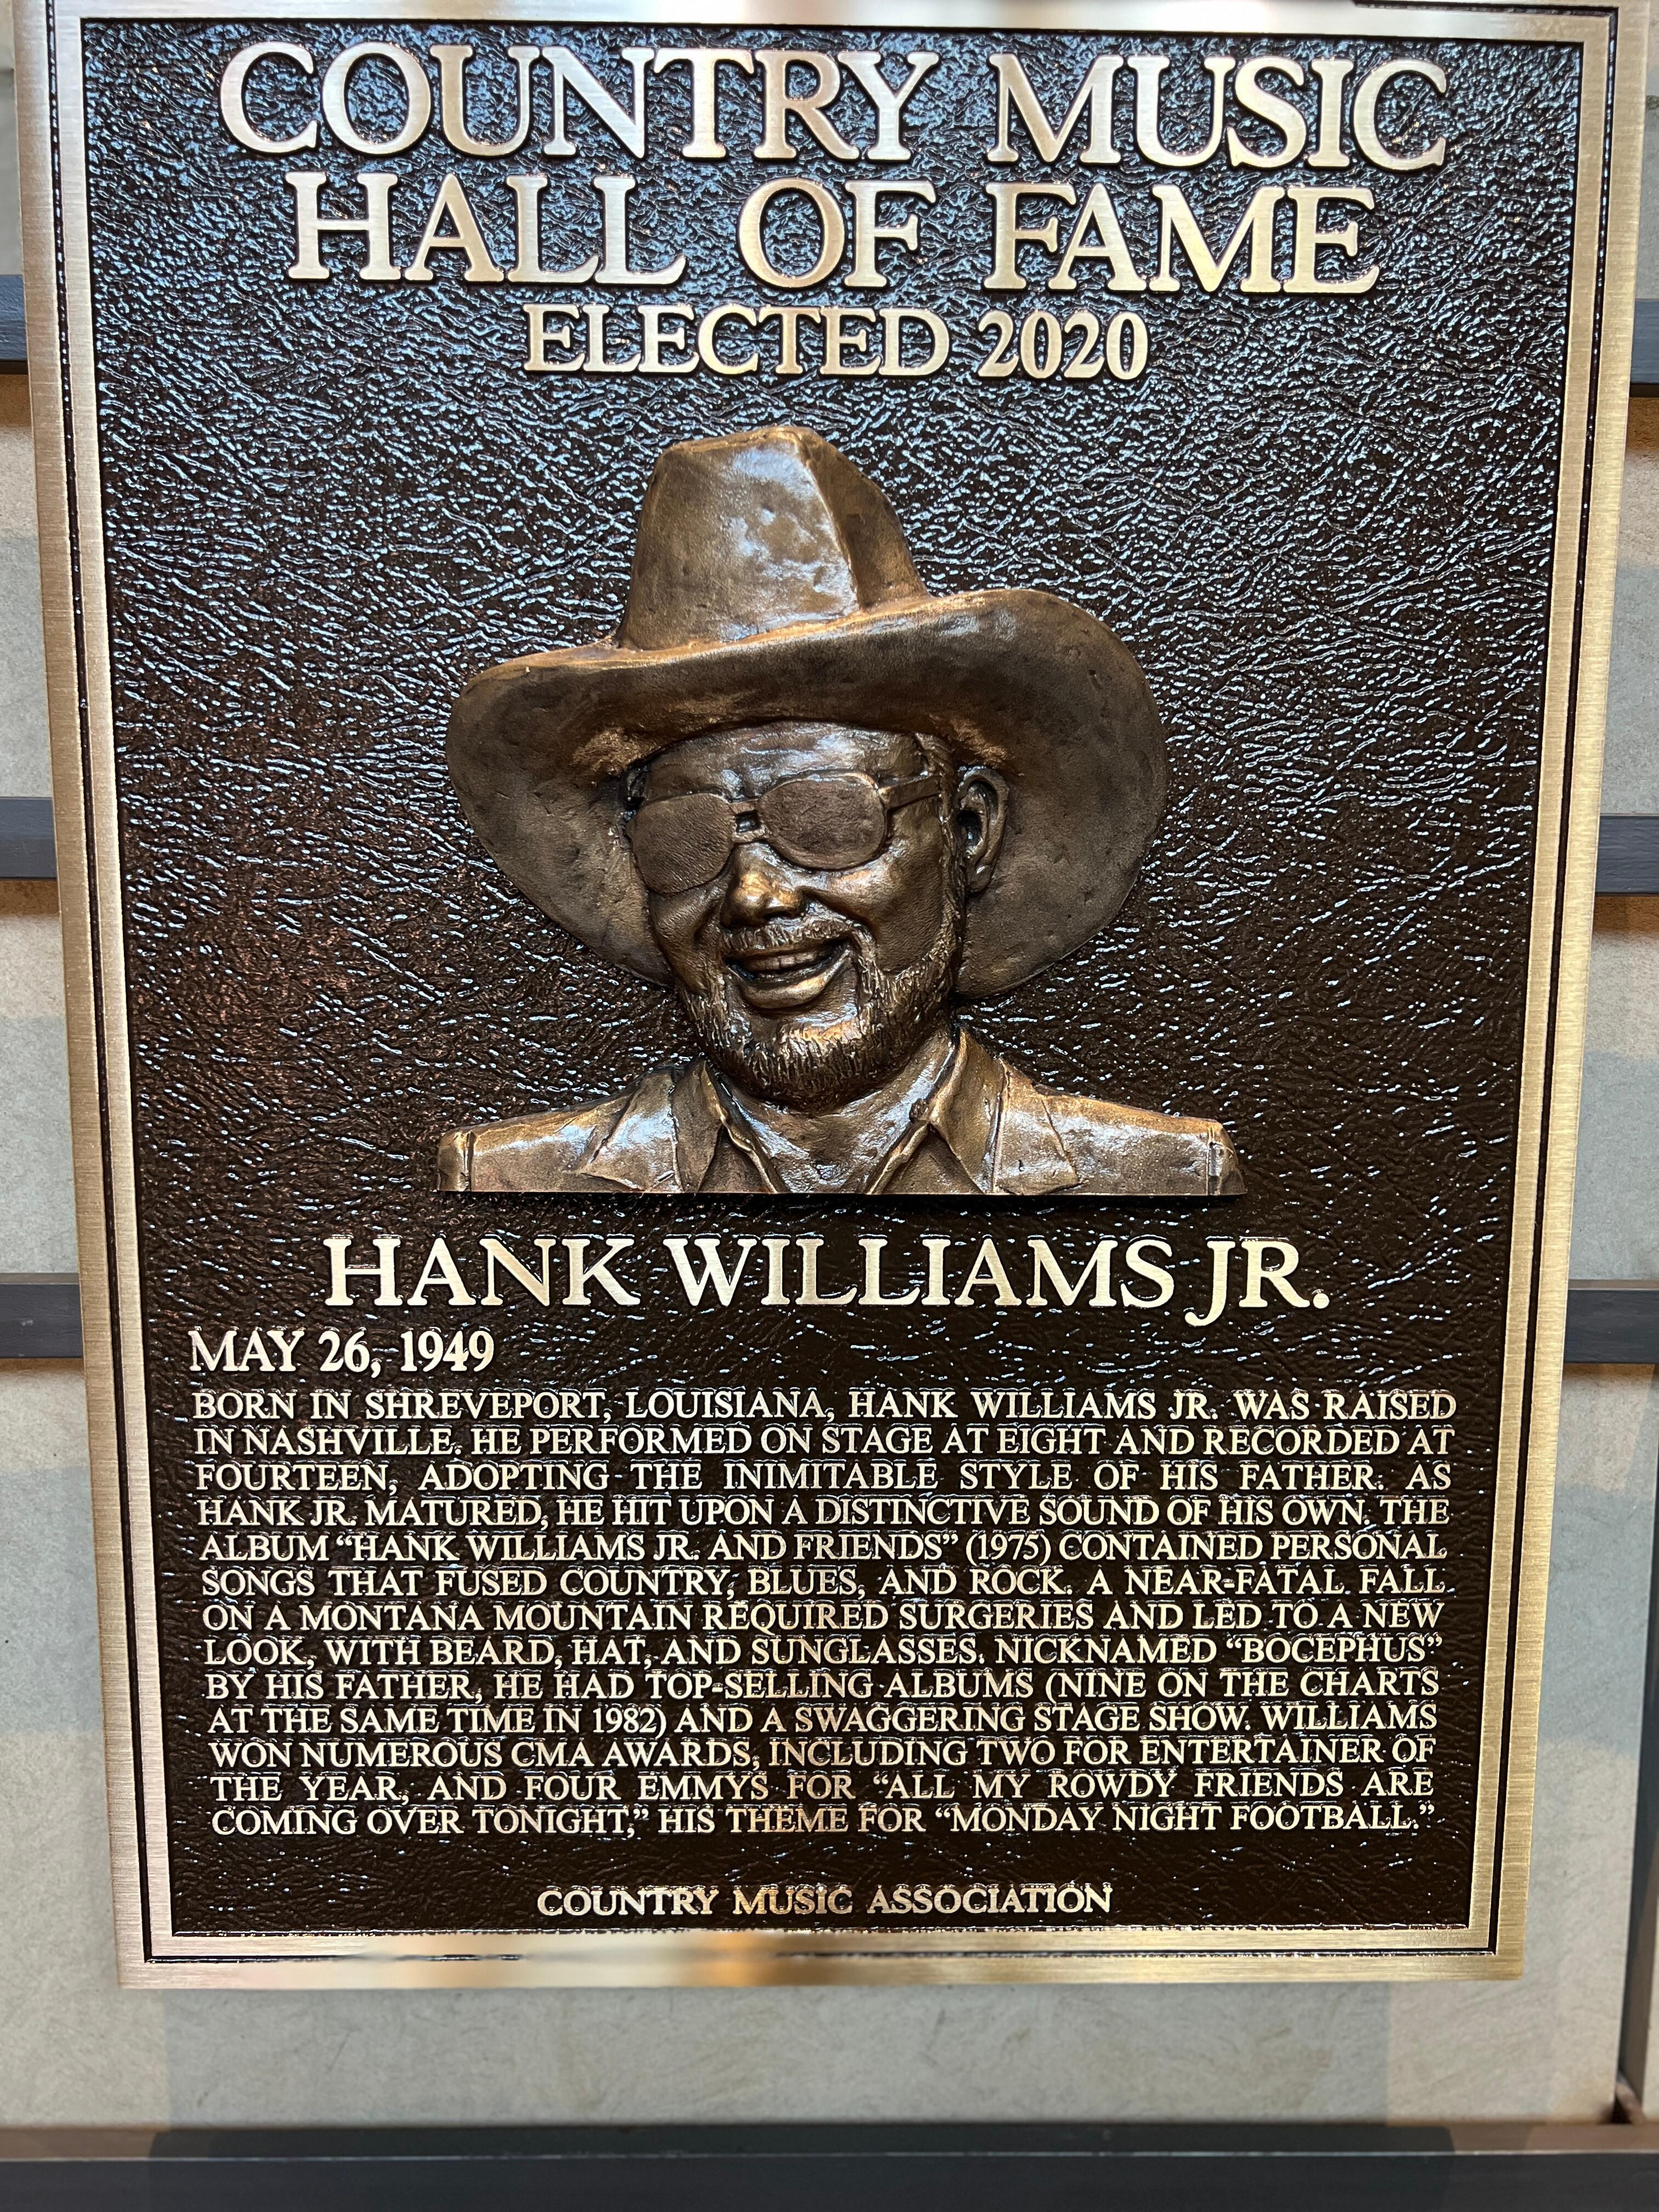 COUNTRY MUSIC
HALL OF FAME
ELECTED 2020
HANK WILLIAMS JR.
MAY 26, 1949
BORN IN SHREVEPORT, LOUISIANA, HANK WILLIAMS JR. WAS RAISED
IN NASHVILLE. HE PERFORMED ON STAGE AT EIGHT AND RECORDED AT
FOURTEEN, ADOPTING THE INIMITABLE STYLE OF HIS FATHER. AS
HANK JR. MATURED, HE HIT UPON A DISTINCTIVE SOUND OF HIS OWN. THE
ALBUM “HANK WILLIAMS JR. AND FRIENDS” (1975) CONTAINED PERSONAL
SONGS THAT FUSED COUNTRY, BLUES, AND ROCK. A NEAR-FATAL FALL
ON A MONTANA MOUNTAIN REQUIRED SURGERIES AND LED TO A NEW
LOOK, WITH BEARD, HAT, AND SUNGLASSES. NICKNAMED “BOCEPHUS”
BY HIS FATHER, HE HAD TOP-SELLING ALBUMS (NINE ON THE CHARTS
AT THE SAME TIME IN 1982) AND A SWAGGERING STAGE SHOW. WILLIAMS
WON NUMEROUS CMA AWARDS, INCLUDING TWO FOR ENTERTAINER OF
THE YEAR, AND FOUR EMMYS FOR “ALL MY ROWDY FRIENDS ARE
COMING OVER TONIGHT,” HIS THEME FOR “MONDAY NIGHT FOOTBALL.”
COUNTRY MUSIC ASSOCIATION